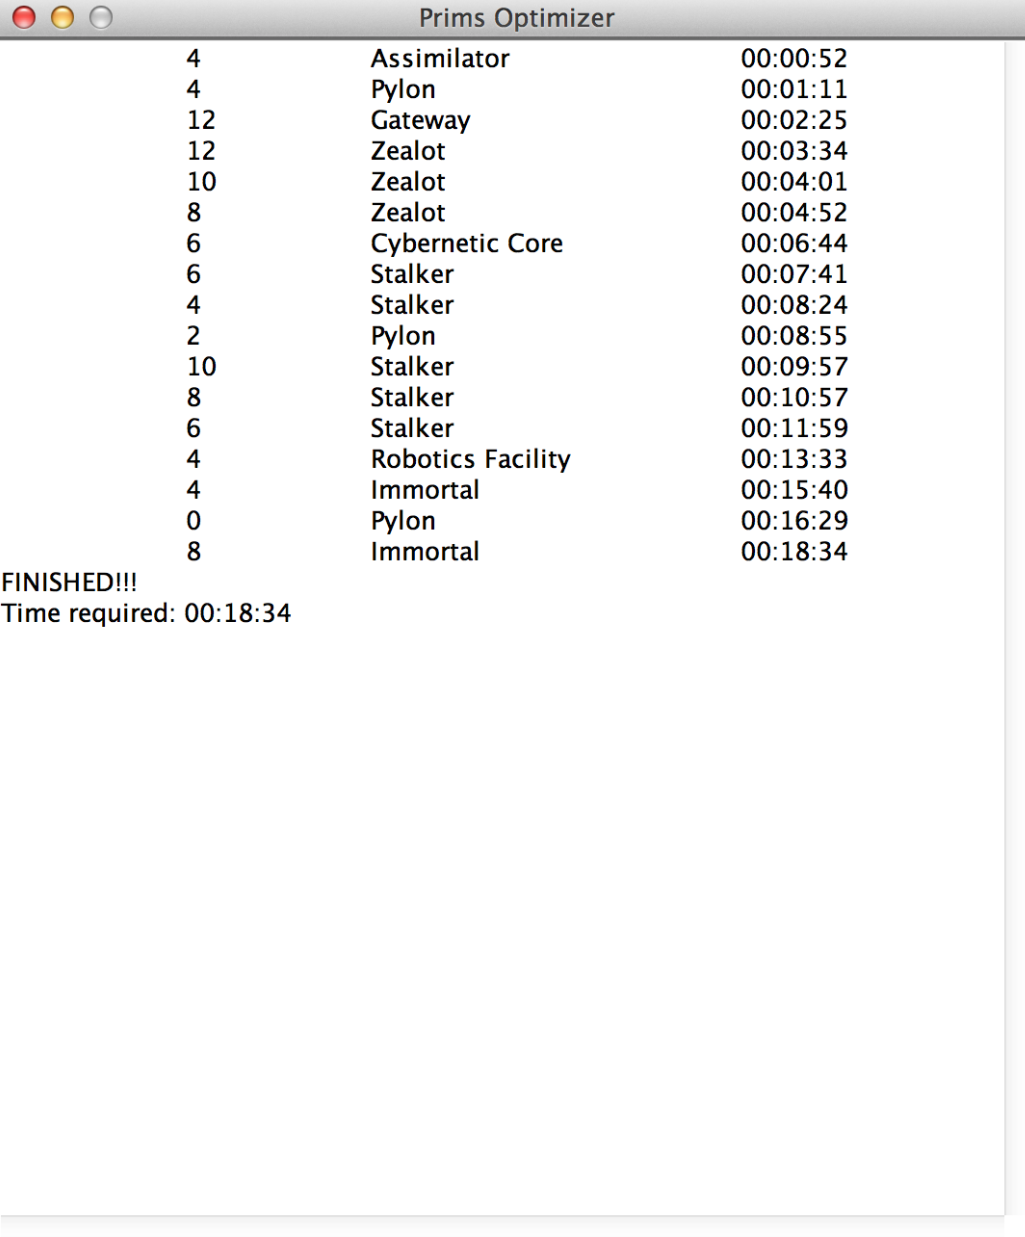 Prims Optimizer
4 Assimilator 00:00:52
4 Pylon 00:01:11
12 Gateway 00:02:25
12 Zealot 00:03:34
10 Zealot 00:04:01
8 Zealot 00:04:52
6 Cybernetic Core 00:06:44
6 Stalker 00:07:41
4 Stalker 00:08:24
2 Pylon 00:08:55
10 Stalker 00:09:57
8 Stalker 00:10:57
6 Stalker 00:11:59
4 Robotics Facility 00:13:33
4 Immortal 00:15:40
0 Pylon 00:16:29
8 Immortal 00:18:34
FINISHED!!!
Time required: 00:18:34